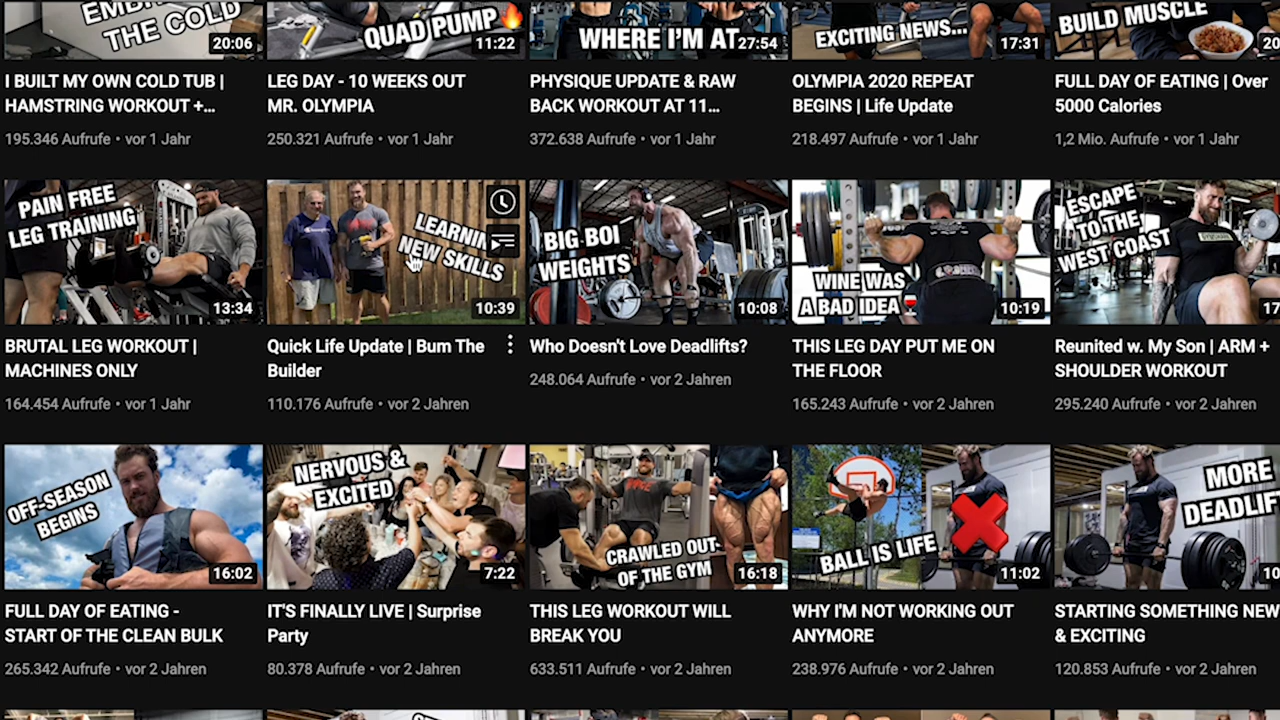 EMBR
THE COLD
20:06
QUAD PUMP
11:22
WHERE I'M AT
27:54
EXCITING NEWS...
17:31
BUILD MUSCLE
20
I BUILT MY OWN COLD TUB |
HAMSTRING WORKOUT +...
195.346 Aufrufe • vor 1 Jahr
LEG DAY - 10 WEEKS OUT
MR. OLYMPIA
250.321 Aufrufe • vor 1 Jahr
PHYSIQUE UPDATE & RAW
BACK WORKOUT AT 11...
372.638 Aufrufe • vor 1 Jahr
OLYMPIA 2020 REPEAT
BEGINS | Life Update
218.497 Aufrufe • vor 1 Jahr
FULL DAY OF EATING | Over
5000 Calories
1,2 Mio. Aufrufe • vor 1 Jahr
PAIN FREE
LEG TRAINING
13:34
LEARNIN
NEW SKILLS
10:39
BIG BOI
WEIGHTS
10:08
WINE WAS
A BAD IDEA
10:19
ESCAPE
TO THE
WEST COAST
17
BRUTAL LEG WORKOUT |
MACHINES ONLY
164.454 Aufrufe • vor 1 Jahr
Quick Life Update | Bum The
Builder
110.176 Aufrufe • vor 2 Jahren
Who Doesn't Love Deadlifts?
248.064 Aufrufe • vor 2 Jahren
THIS LEG DAY PUT ME ON
THE FLOOR
165.243 Aufrufe • vor 2 Jahren
Reunited w. My Son | ARM +
SHOULDER WORKOUT
295.240 Aufrufe • vor 2 Jahren
OFF-SEASON
BEGINS
16:02
NERVOUS &
EXCITED
7:22
CRAWLED OUT
OF THE GYM
16:18
BALL IS LIFE
11:02
MORE
DEADLIF
10
FULL DAY OF EATING -
START OF THE CLEAN BULK
265.342 Aufrufe • vor 2 Jahren
IT'S FINALLY LIVE | Surprise
Party
80.378 Aufrufe • vor 2 Jahren
THIS LEG WORKOUT WILL
BREAK YOU
633.511 Aufrufe • vor 2 Jahren
WHY I'M NOT WORKING OUT
ANYMORE
238.976 Aufrufe • vor 2 Jahren
STARTING SOMETHING NEW
& EXCITING
120.853 Aufrufe • vor 2 Jahren